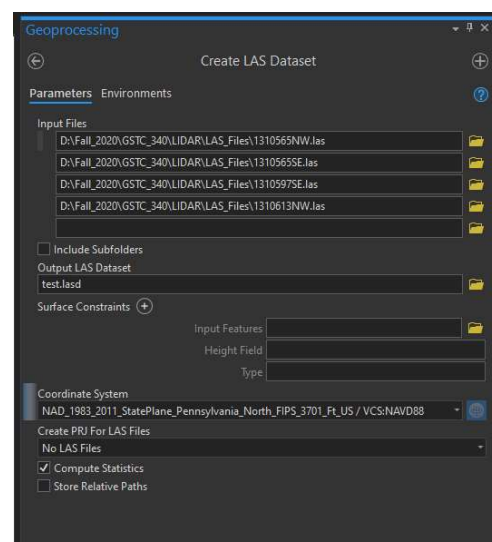 Geoprocessing
Create LAS Dataset
Parameters Environments
Input Files
D:\Fall_2020\GSTC_340\LIDAR\LAS_Files\1310565NW.las
D:\Fall_2020\GSTC_340\LIDAR\LAS_Files\1310565SE.las
D:\Fall_2020\GSTC_340\LIDAR\LAS_Files\1310597SE.las
D:\Fall_2020\GSTC_340\LIDAR\LAS_Files\1310613NW.las
Include Subfolders
Output LAS Dataset
test.lasd
Surface Constraints
Input Features
Height Field
Type
Coordinate System
NAD_1983_2011_StatePlane_Pennsylvania_North_FIPS_3701_Ft_US / VCS:NAVD88
Create PRJ For LAS Files
No LAS Files
Compute Statistics
Store Relative Paths